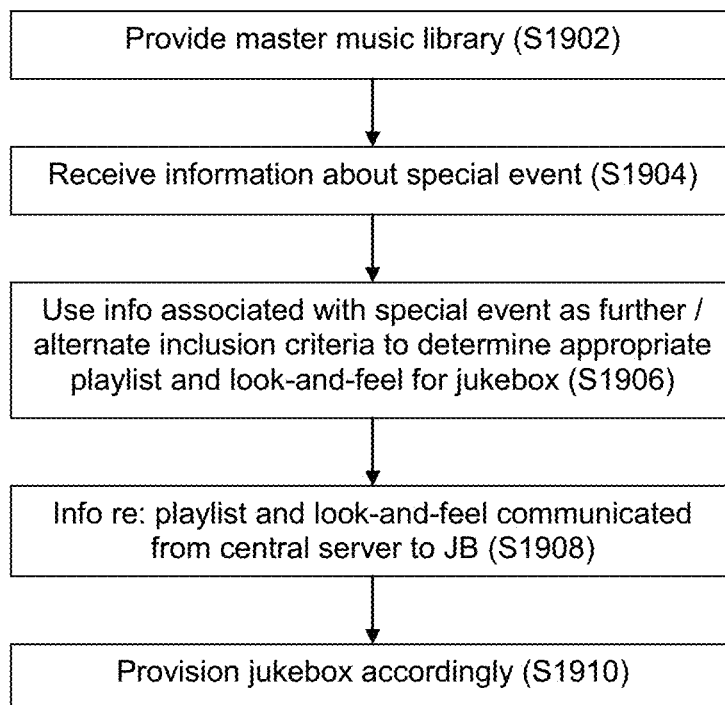 Provide master music library (S1902)
Receive information about special event (S1904)
Use info associated with special event as further /
alternate inclusion criteria to determine appropriate
playlist and look-and-feel for jukebox (S1906)
Info re: playlist and look-and-feel communicated
from central server to JB (S1908)
Provision jukebox accordingly (S1910)